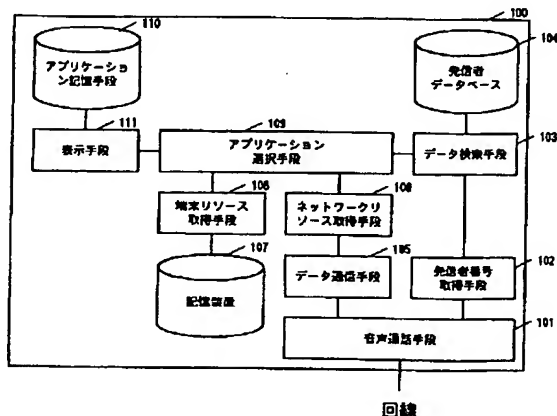 100
110
アプリケーショ
ン記憶手段
104
発信者
データベース
111
表示手段
109
アプリケーション
選択手段
103
データ検索手段
106
端末リソース
取得手段
108
ネットワークリ
ソース取得手段
107
記憶装置
105
データ通信手段
102
発信者番号
取得手段
101
音声通話手段
回線